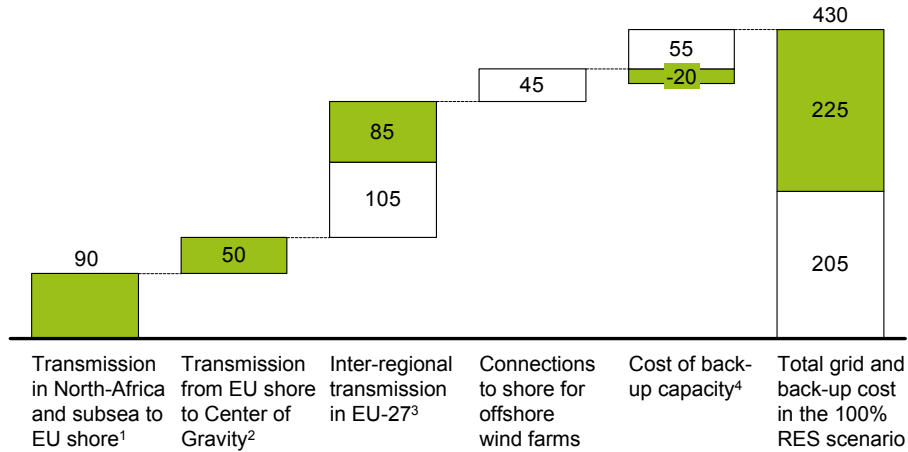 430
55
-20
45
225
85
105
50
90
205
Transmission
in North-Africa
and subsea to
EU shore¹
Transmission
from EU shore
to Center of
Gravity²
Inter-regional
transmission
in EU-27³
Connections
to shore for
offshore
wind farms
Cost of back-
up capacity⁴
Total grid and
back-up cost
in the 100%
RES scenario